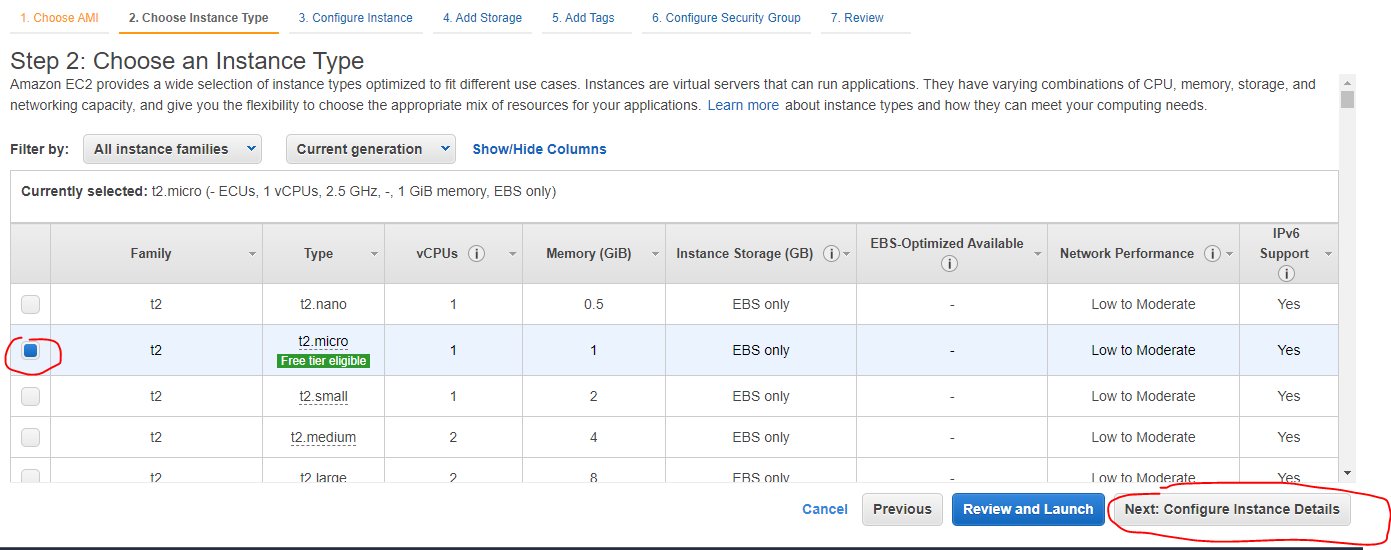 1. Choose AMI 2. Choose Instance Type 3. Configure Instance 4. Add Storage 5. Add Tags 6. Configure Security Group 7. Review
Step 2: Choose an Instance Type
Amazon EC2 provides a wide selection of instance types optimized to fit different use cases. Instances are virtual servers that can run applications. They have varying combinations of CPU, memory, storage, and
networking capacity, and give you the flexibility to choose the appropriate mix of resources for your applications. Learn more about instance types and how they can meet your computing needs.
Filter by: All instance families Current generation Show/Hide Columns
Currently selected: t2.micro (- ECUs, 1 vCPUs, 2.5 GHz, -, 1 GiB memory, EBS only)
Family Type vCPUs Memory (GiB) Instance Storage (GB) EBS-Optimized Available Network Performance IPv6 Support
t2 t2.nano 1 0.5 EBS only - Low to Moderate Yes
t2 t2.micro 1 1 EBS only - Low to Moderate Yes
Free tier eligible
t2 t2.small 1 2 EBS only - Low to Moderate Yes
t2 t2.medium 2 4 EBS only - Low to Moderate Yes
t2 t2.large 2 8 EBS only - Low to Moderate Yes
Cancel Previous Review and Launch Next: Configure Instance Details